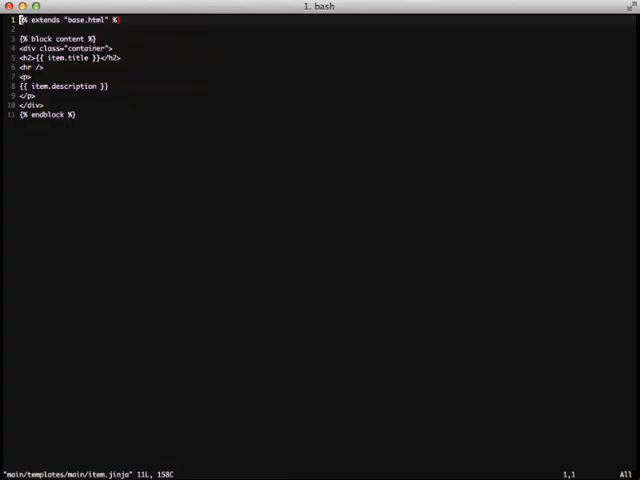 1. bash
1 {% extends "base.html" %}
2
3 {% block content %}
4 <div class="container">
5 <h2>{{ item.title }}</h2>
6 <hr />
7 <p>
8 {{ item.description }}
9 </p>
10 </div>
11 {% endblock %}
"main/templates/main/item.jinja" 11L, 158C 1,1 All